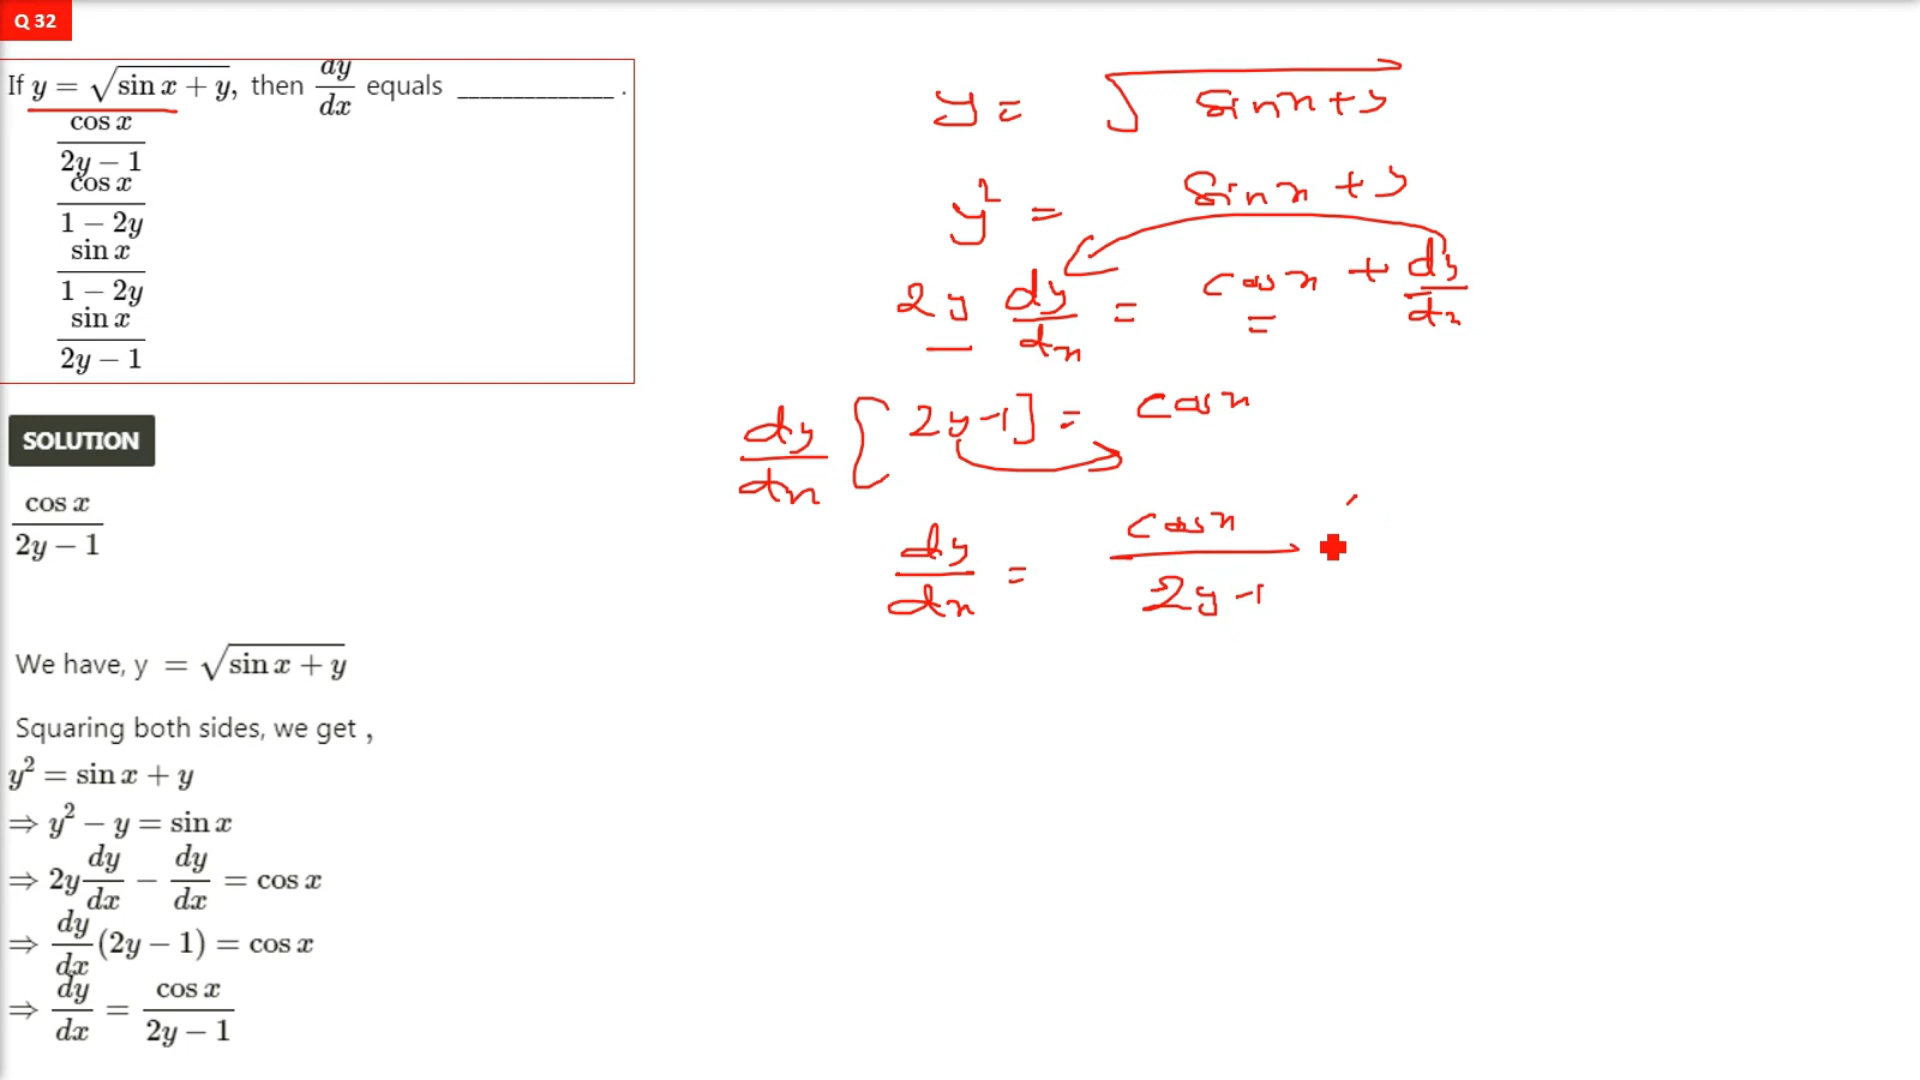 Q 32
If y = √sin x + y, then dy/dx equals ____________ .
cos x / 2y − 1
cos x / 1 − 2y
sin x / 1 − 2y
sin x / 2y − 1
SOLUTION
cos x / 2y − 1
We have, y = √(sin x + y)
Squaring both sides, we get ,
y² = sin x + y
⇒ y² − y = sin x
⇒ 2y dy/dx − dy/dx = cos x
⇒ dy/dx (2y − 1) = cos x
⇒ dy/dx = cos x / 2y − 1
y = √(sin x + y)
y² = sin x + y
2y dy/dx = cos x + dy/dx
dy/dx [2y-1] = cos x
dy/dx = cos x / 2y-1